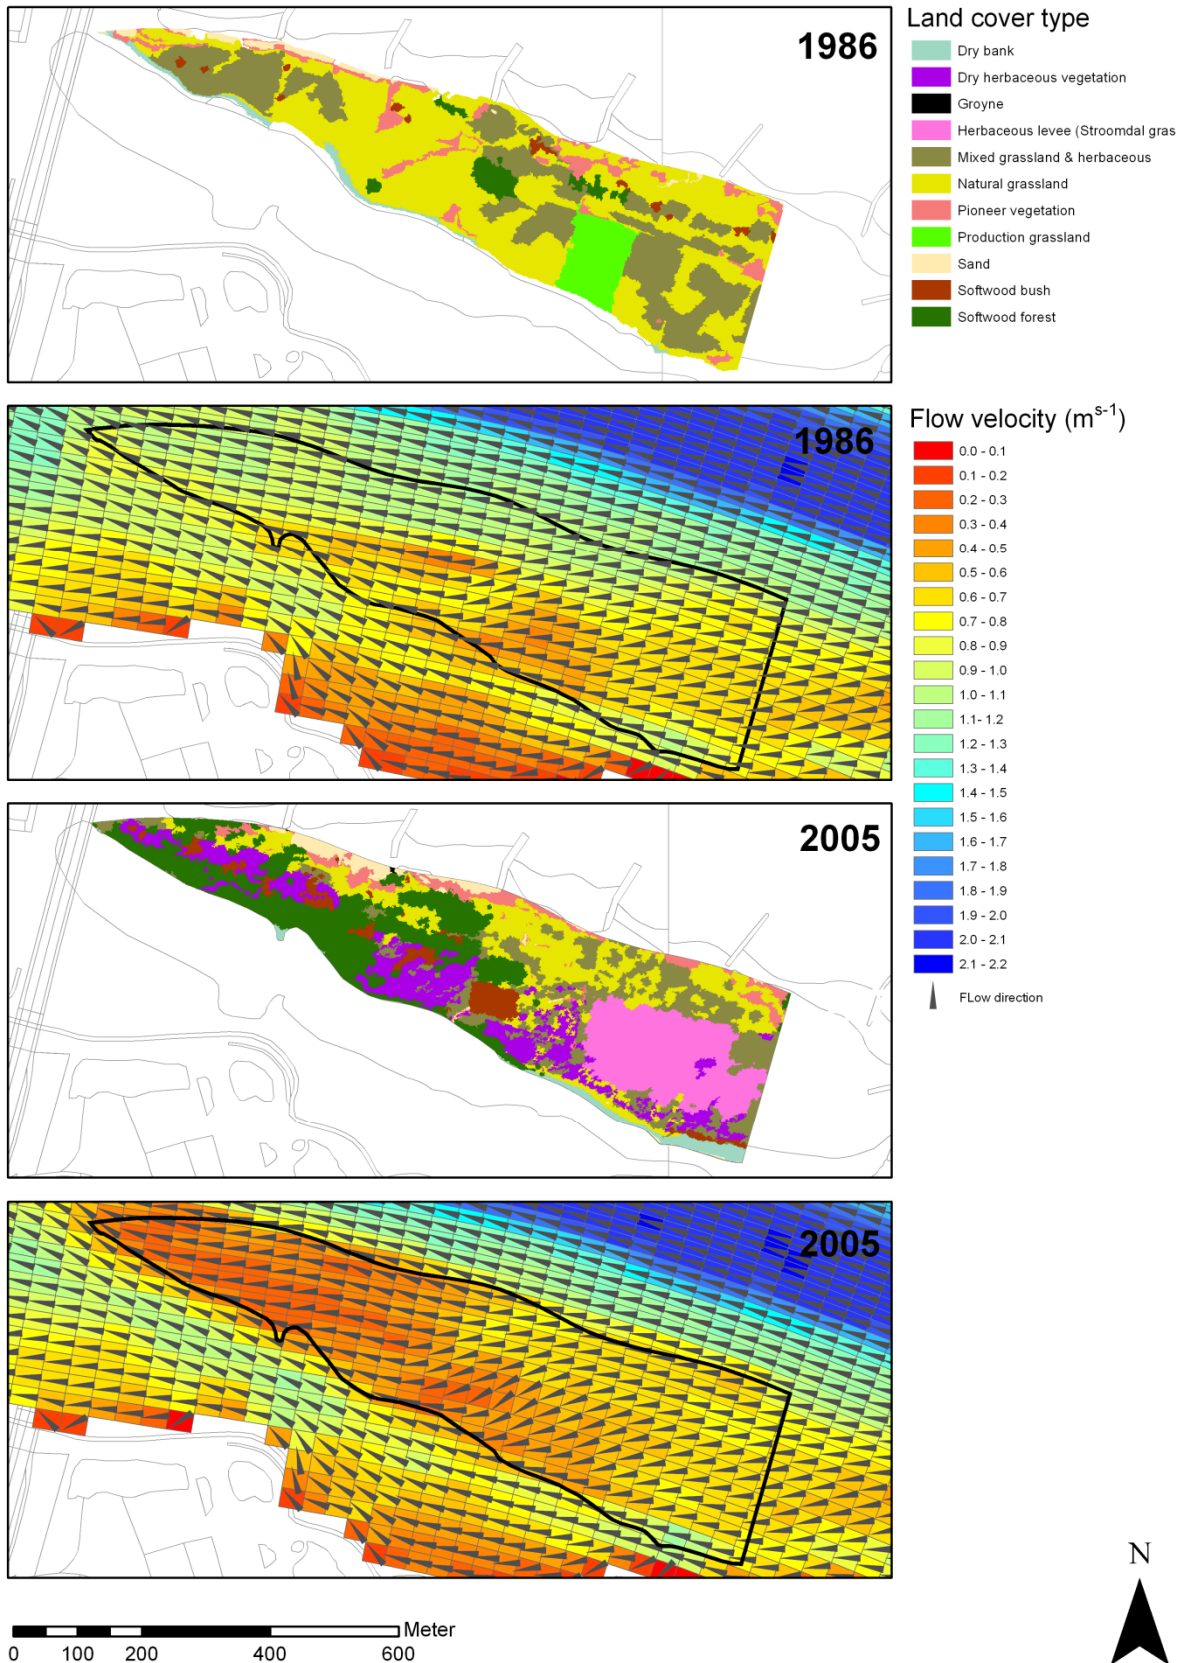 1986
Land cover type
Dry bank
Dry herbaceous vegetation
Groyne
Herbaceous levee (Stroomdal gras
Mixed grassland & herbaceous
Natural grassland
Pioneer vegetation
Production grassland
Sand
Softwood bush
Softwood forest
1986
Flow velocity (m^s-1)
0.0 - 0.1
0.1 - 0.2
0.2 - 0.3
0.3 - 0.4
0.4 - 0.5
0.5 - 0.6
0.6 - 0.7
0.7 - 0.8
0.8 - 0.9
0.9 - 1.0
1.0 - 1.1
1.1- 1.2
1.2 - 1.3
1.3 - 1.4
1.4 - 1.5
1.5 - 1.6
1.6 - 1.7
1.7 - 1.8
1.8 - 1.9
1.9 - 2.0
2.0 - 2.1
2.1 - 2.2
FLow direction
2005
2005
N
Meter
0 100 200 400 600